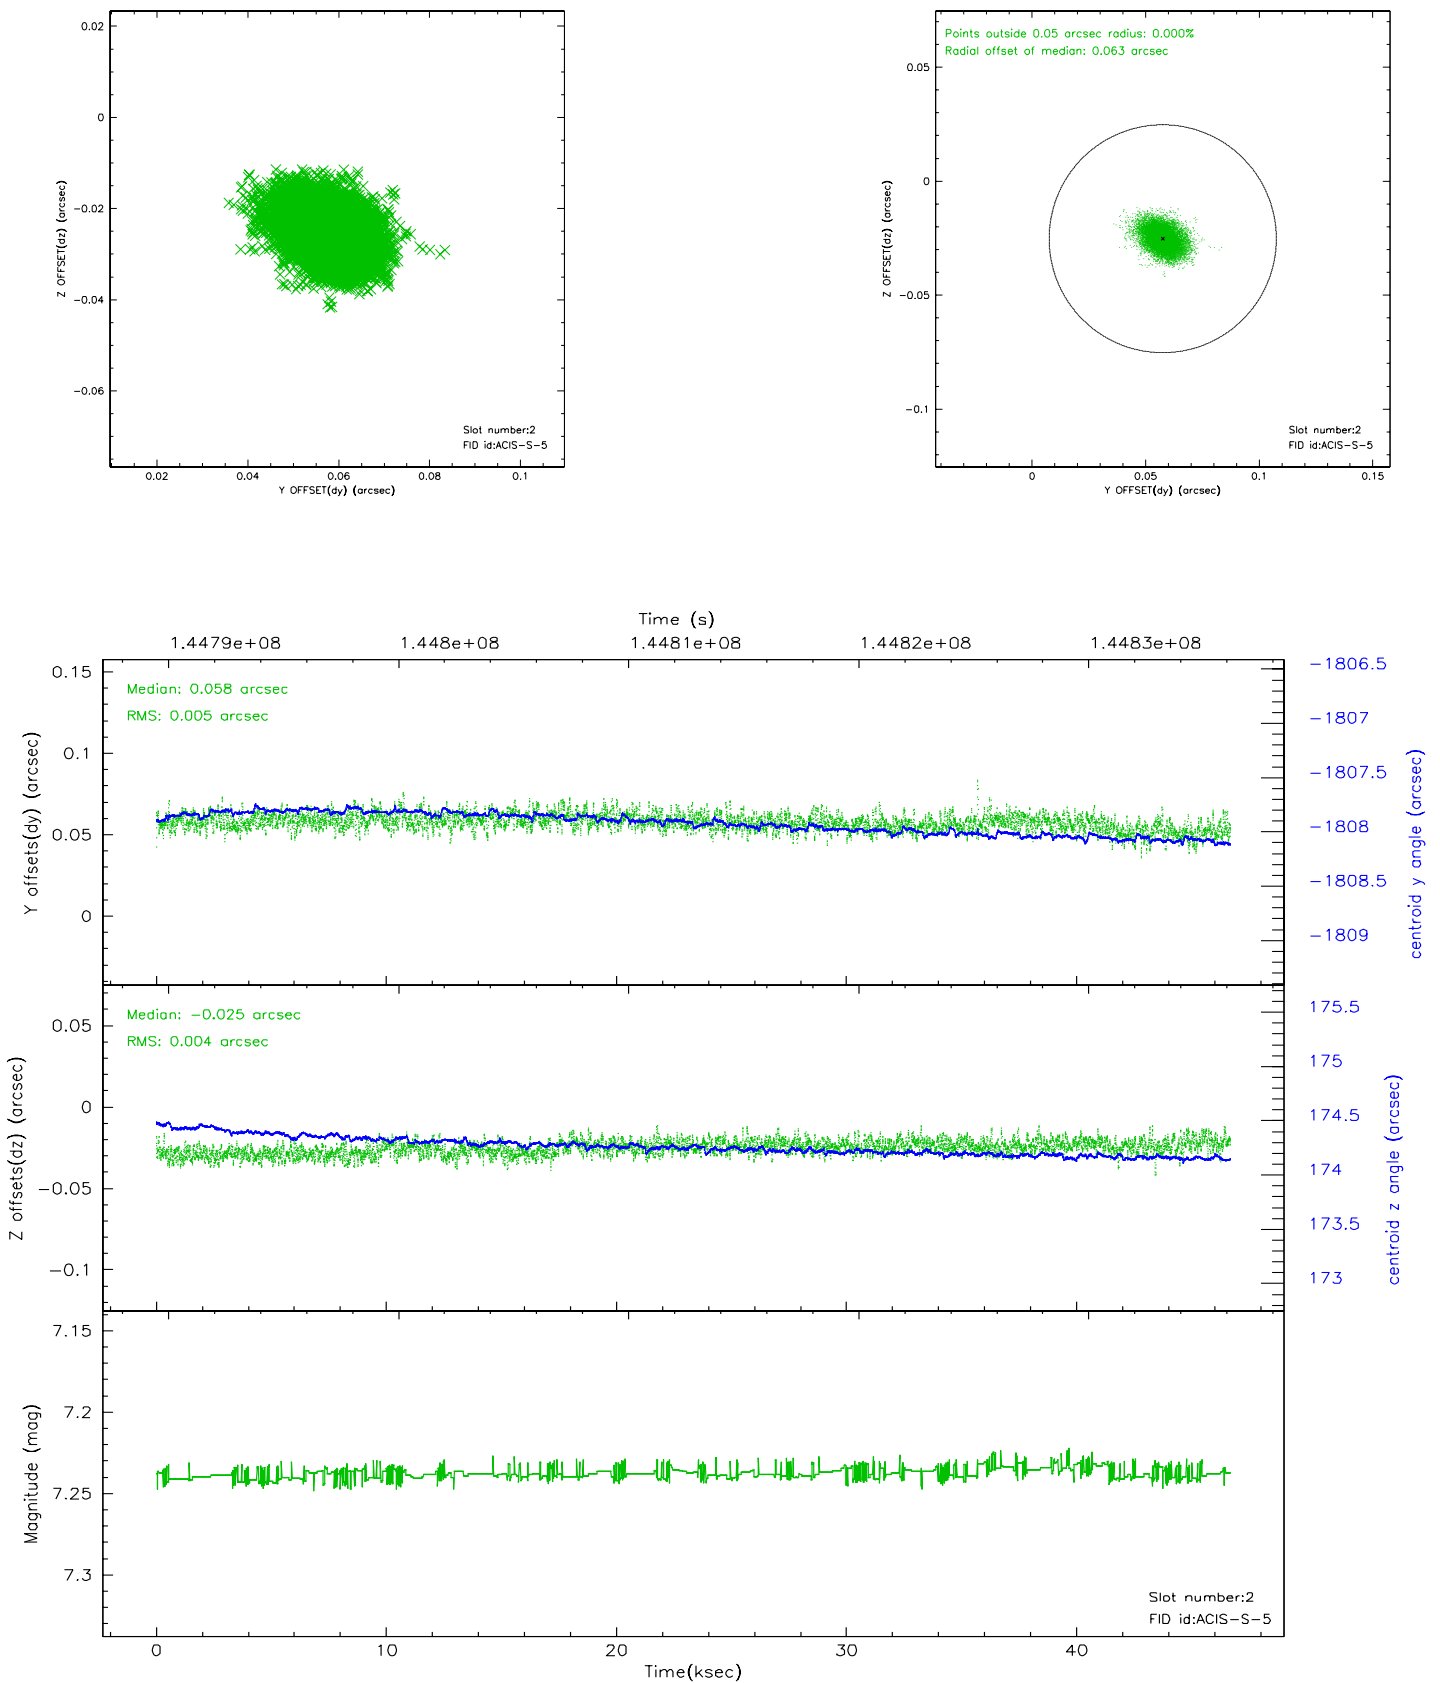 0.02
0
−0.02
−0.04
−0.06
Z OFFSET(dz) (arcsec)
Slot number:2
FID id:ACIS−S−5
0.02
0.04
0.06
0.08
0.1
Y OFFSET(dy) (arcsec)
Points outside 0.05 arcsec radius: 0.000%
Radial offset of median: 0.063 arcsec
0.05
0
−0.05
−0.1
Z OFFSET(dz) (arcsec)
Slot number:2
FID id:ACIS−S−5
0
0.05
0.1
0.15
Y OFFSET(dy) (arcsec)
Time (s)
1.4479e+08
1.448e+08
1.4481e+08
1.4482e+08
1.4483e+08
Median: 0.058 arcsec
RMS: 0.005 arcsec
0.15
0.1
0.05
0
Y offsets(dy) (arcsec)
−1806.5
−1807
−1807.5
−1808
−1808.5
−1809
centroid y angle (arcsec)
Median: −0.025 arcsec
RMS: 0.004 arcsec
0.05
0
−0.05
−0.1
Z offsets(dz) (arcsec)
175.5
175
174.5
174
173.5
173
centroid z angle (arcsec)
7.15
7.2
7.25
7.3
Magnitude (mag)
Slot number:2
FID id:ACIS−S−5
0
10
20
30
40
Time(ksec)